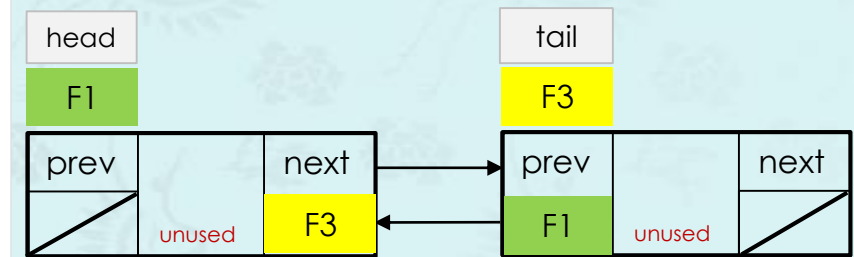 head tail
F1 F3
prev next prev next
unused F3 F1 unused